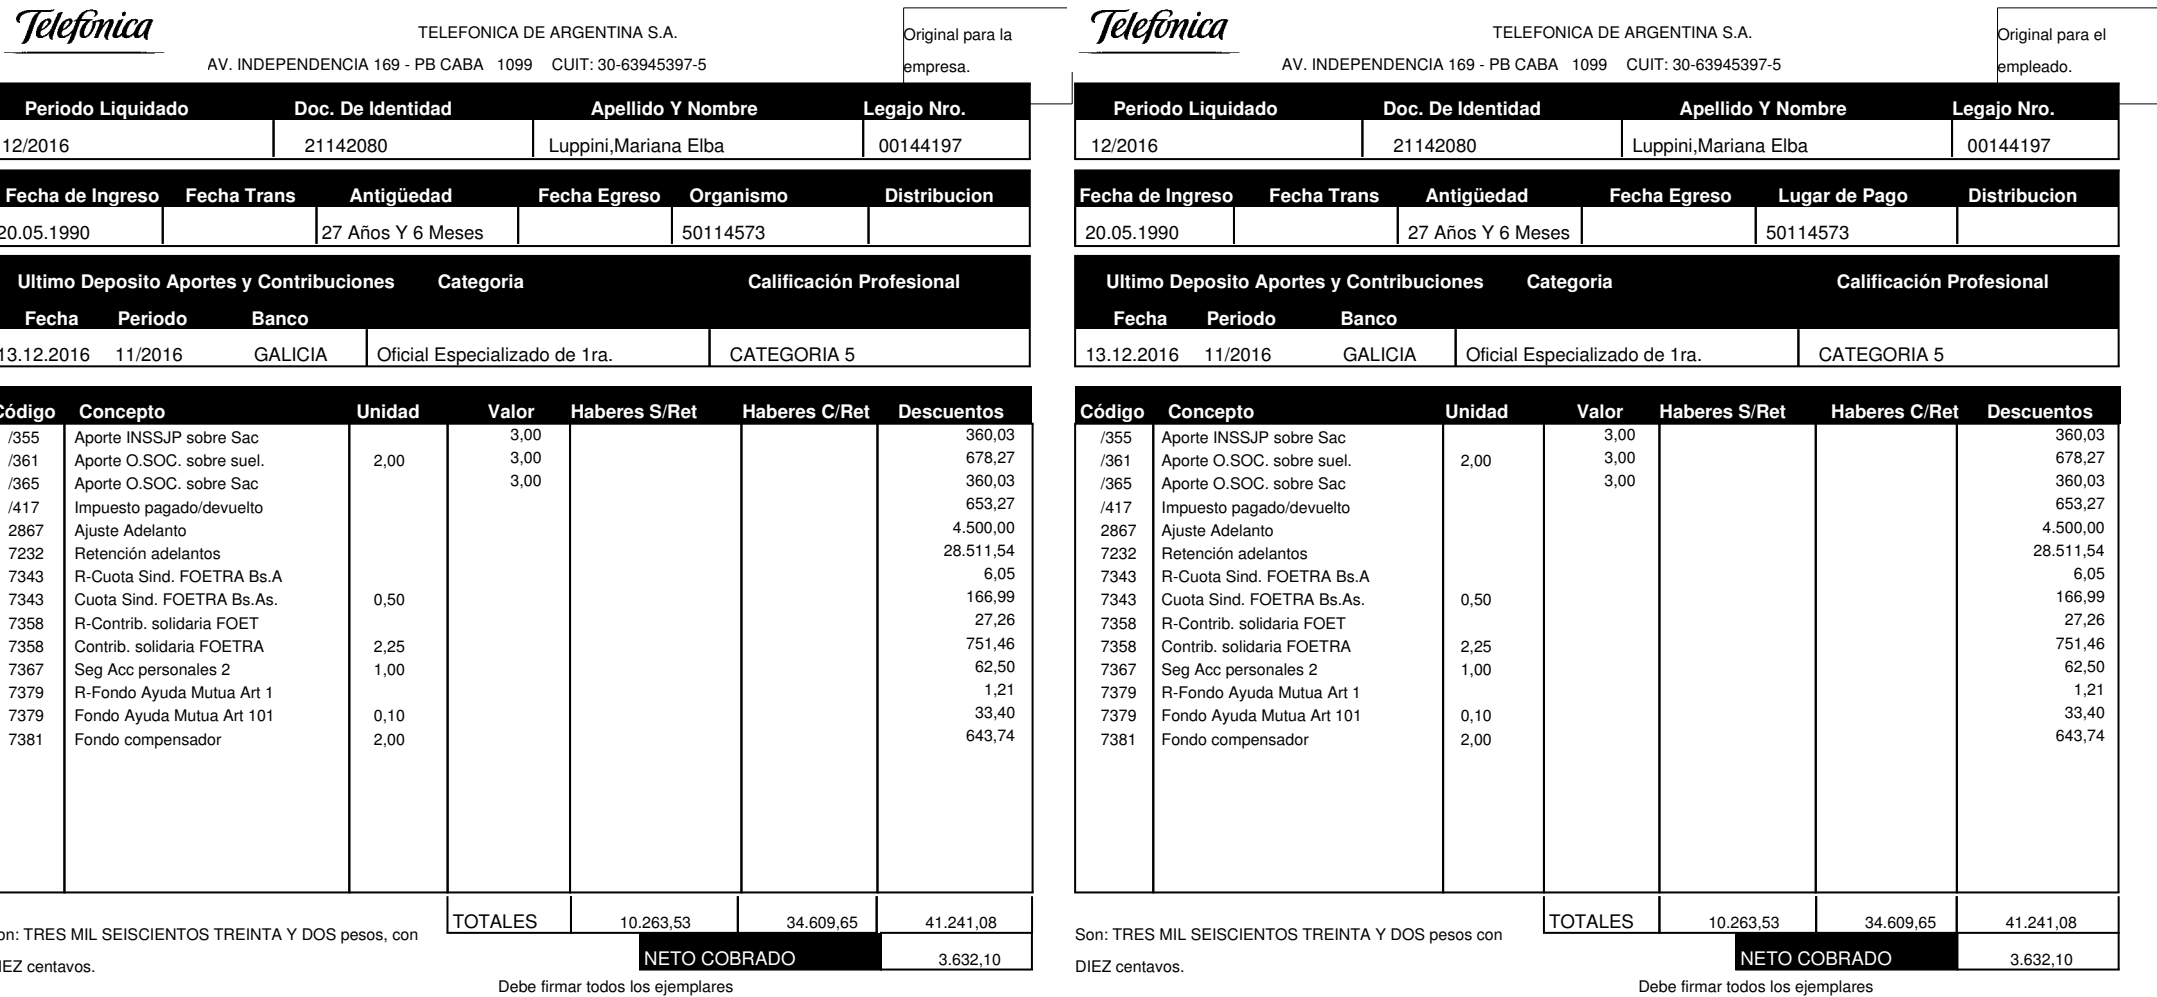 Telefónica
TELEFONICA DE ARGENTINA S.A.
AV. INDEPENDENCIA 169 - PB CABA 1099 CUIT: 30-63945397-5
Original para la
empresa.
Periodo Liquidado Doc. De Identidad Apellido Y Nombre Legajo Nro.
12/2016 21142080 Luppini,Mariana Elba 00144197
Fecha de Ingreso Fecha Trans Antigüedad Fecha Egreso Organismo Distribucion
20.05.1990 27 Años Y 6 Meses 50114573
Ultimo Deposito Aportes y Contribuciones Categoria Calificación Profesional
Fecha Periodo Banco
13.12.2016 11/2016 GALICIA Oficial Especializado de 1ra. CATEGORIA 5
Código Concepto Unidad Valor Haberes S/Ret Haberes C/Ret Descuentos
/355 Aporte INSSJP sobre Sac 3,00 360,03
/361 Aporte O.SOC. sobre suel. 2,00 3,00 678,27
/365 Aporte O.SOC. sobre Sac 3,00 360,03
/417 Impuesto pagado/devuelto 653,27
2867 Ajuste Adelanto 4.500,00
7232 Retención adelantos 28.511,54
7343 R-Cuota Sind. FOETRA Bs.A 6,05
7343 Cuota Sind. FOETRA Bs.As. 0,50 166,99
7358 R-Contrib. solidaria FOET 27,26
7358 Contrib. solidaria FOETRA 2,25 751,46
7367 Seg Acc personales 2 1,00 62,50
7379 R-Fondo Ayuda Mutua Art 1 1,21
7379 Fondo Ayuda Mutua Art 101 0,10 33,40
7381 Fondo compensador 2,00 643,74
TOTALES 10.263,53 34.609,65 41.241,08
on: TRES MIL SEISCIENTOS TREINTA Y DOS pesos, con
IEZ centavos.
NETO COBRADO 3.632,10
Debe firmar todos los ejemplares
Telefónica
TELEFONICA DE ARGENTINA S.A.
AV. INDEPENDENCIA 169 - PB CABA 1099 CUIT: 30-63945397-5
Original para el
empleado.
Periodo Liquidado Doc. De Identidad Apellido Y Nombre Legajo Nro.
12/2016 21142080 Luppini,Mariana Elba 00144197
Fecha de Ingreso Fecha Trans Antigüedad Fecha Egreso Lugar de Pago Distribucion
20.05.1990 27 Años Y 6 Meses 50114573
Ultimo Deposito Aportes y Contribuciones Categoria Calificación Profesional
Fecha Periodo Banco
13.12.2016 11/2016 GALICIA Oficial Especializado de 1ra. CATEGORIA 5
Código Concepto Unidad Valor Haberes S/Ret Haberes C/Ret Descuentos
/355 Aporte INSSJP sobre Sac 3,00 360,03
/361 Aporte O.SOC. sobre suel. 2,00 3,00 678,27
/365 Aporte O.SOC. sobre Sac 3,00 360,03
/417 Impuesto pagado/devuelto 653,27
2867 Ajuste Adelanto 4.500,00
7232 Retención adelantos 28.511,54
7343 R-Cuota Sind. FOETRA Bs.A 6,05
7343 Cuota Sind. FOETRA Bs.As. 0,50 166,99
7358 R-Contrib. solidaria FOET 27,26
7358 Contrib. solidaria FOETRA 2,25 751,46
7367 Seg Acc personales 2 1,00 62,50
7379 R-Fondo Ayuda Mutua Art 1 1,21
7379 Fondo Ayuda Mutua Art 101 0,10 33,40
7381 Fondo compensador 2,00 643,74
TOTALES 10.263,53 34.609,65 41.241,08
Son: TRES MIL SEISCIENTOS TREINTA Y DOS pesos con
DIEZ centavos.
NETO COBRADO 3.632,10
Debe firmar todos los ejemplares